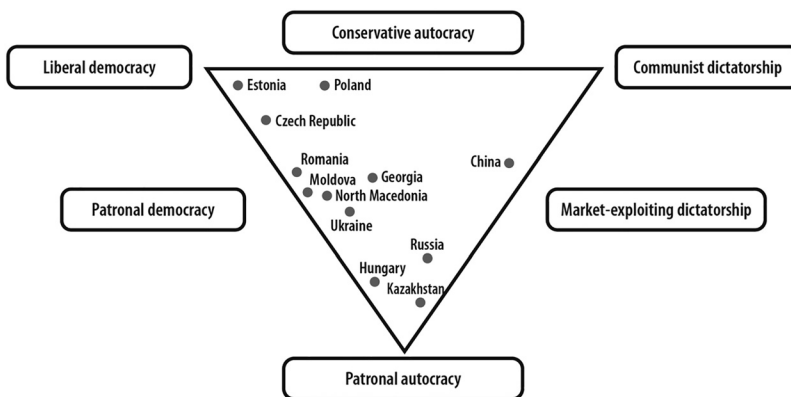 Conservative autocracy
Liberal democracy
Communist dictatorship
Estonia
Poland
Czech Republic
Romania
China
Georgia
Moldova
North Macedonia
Patronal democracy
Market-exploiting dictatorship
Ukraine
Russia
Hungary
Kazakhstan
Patronal autocracy